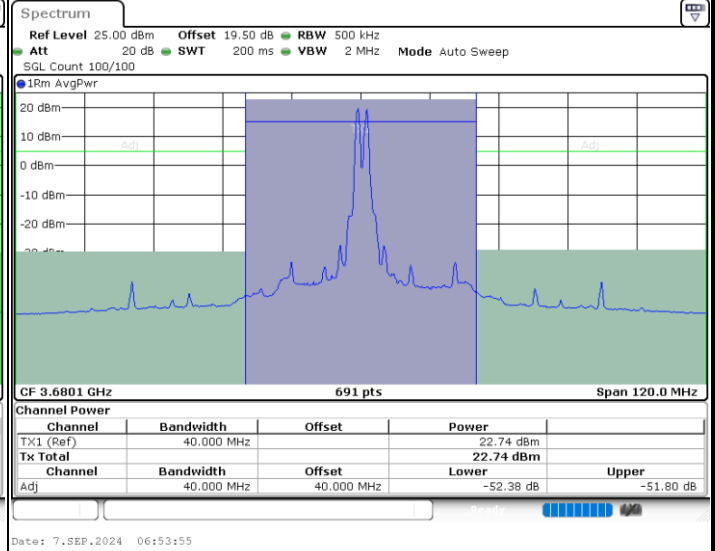 Spectrum
Ref Level 25.00 dBm Offset 19.50 dB RBW 500 kHz
Att 20 dB SWT 200 ms VBW 2 MHz Mode Auto Sweep
SGL Count 100/100
1Rm AvgPwr
20 dBm
10 dBm
Adj Adj
0 dBm
-10 dBm
-20 dBm
CF 3.6801 GHz 691 pts Span 120.0 MHz
Channel Power
Channel Bandwidth Offset Power
TX1 (Ref) 40.000 MHz 22.74 dBm
Tx Total 22.74 dBm
Channel Bandwidth Offset Lower Upper
Adj 40.000 MHz 40.000 MHz -52.38 dB -51.80 dB
Ready
Date: 7.SEP.2024 06:53:55